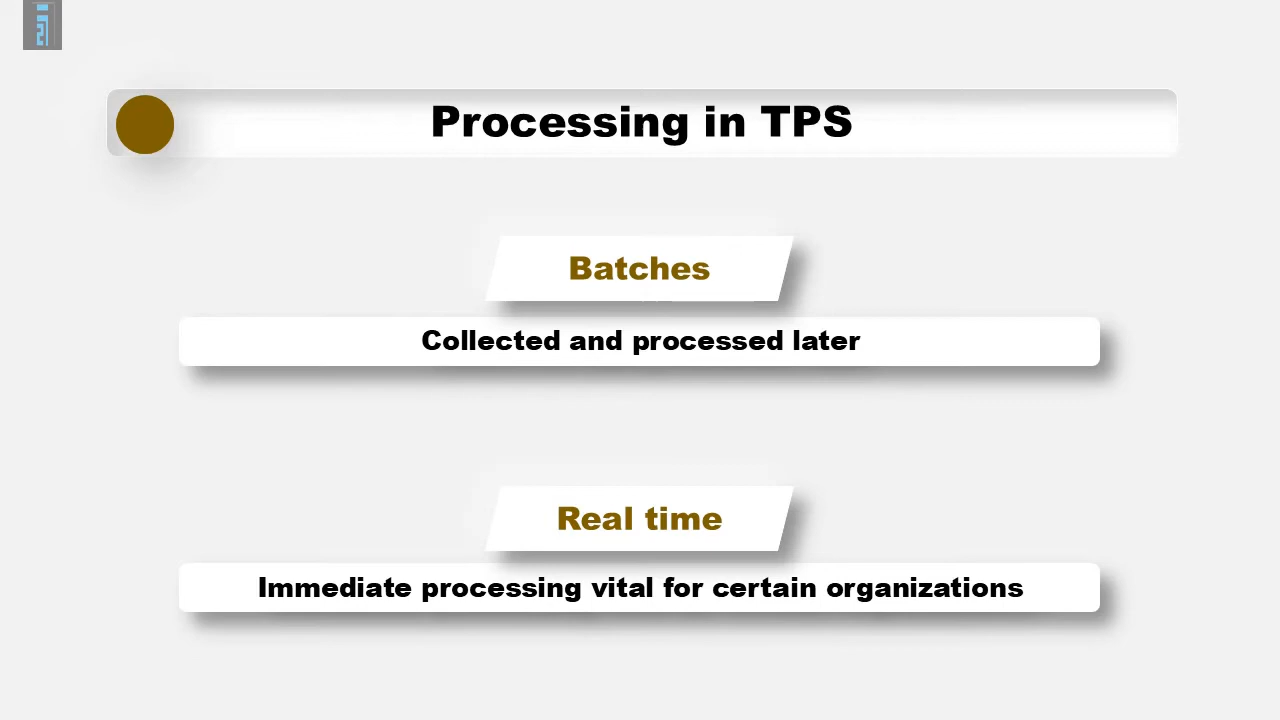 Processing in TPS
Batches
Collected and processed later
Real time
Immediate processing vital for certain organizations